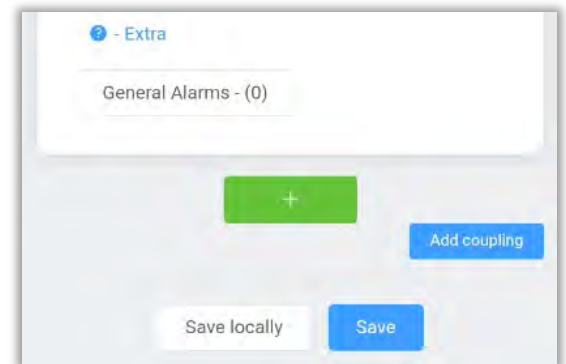 ? - Extra
General Alarms - (0)
+
Add coupling
Save locally
Save